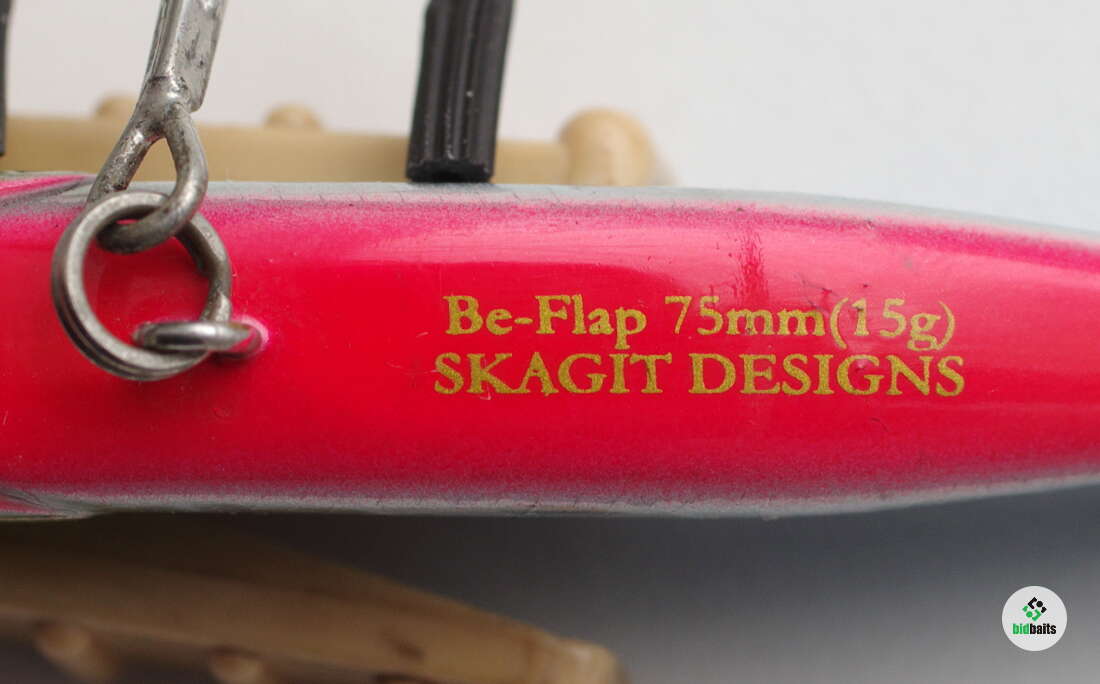 Be-Flap 75mm(15g)
SKAGIT DESIGNS
bidbaits